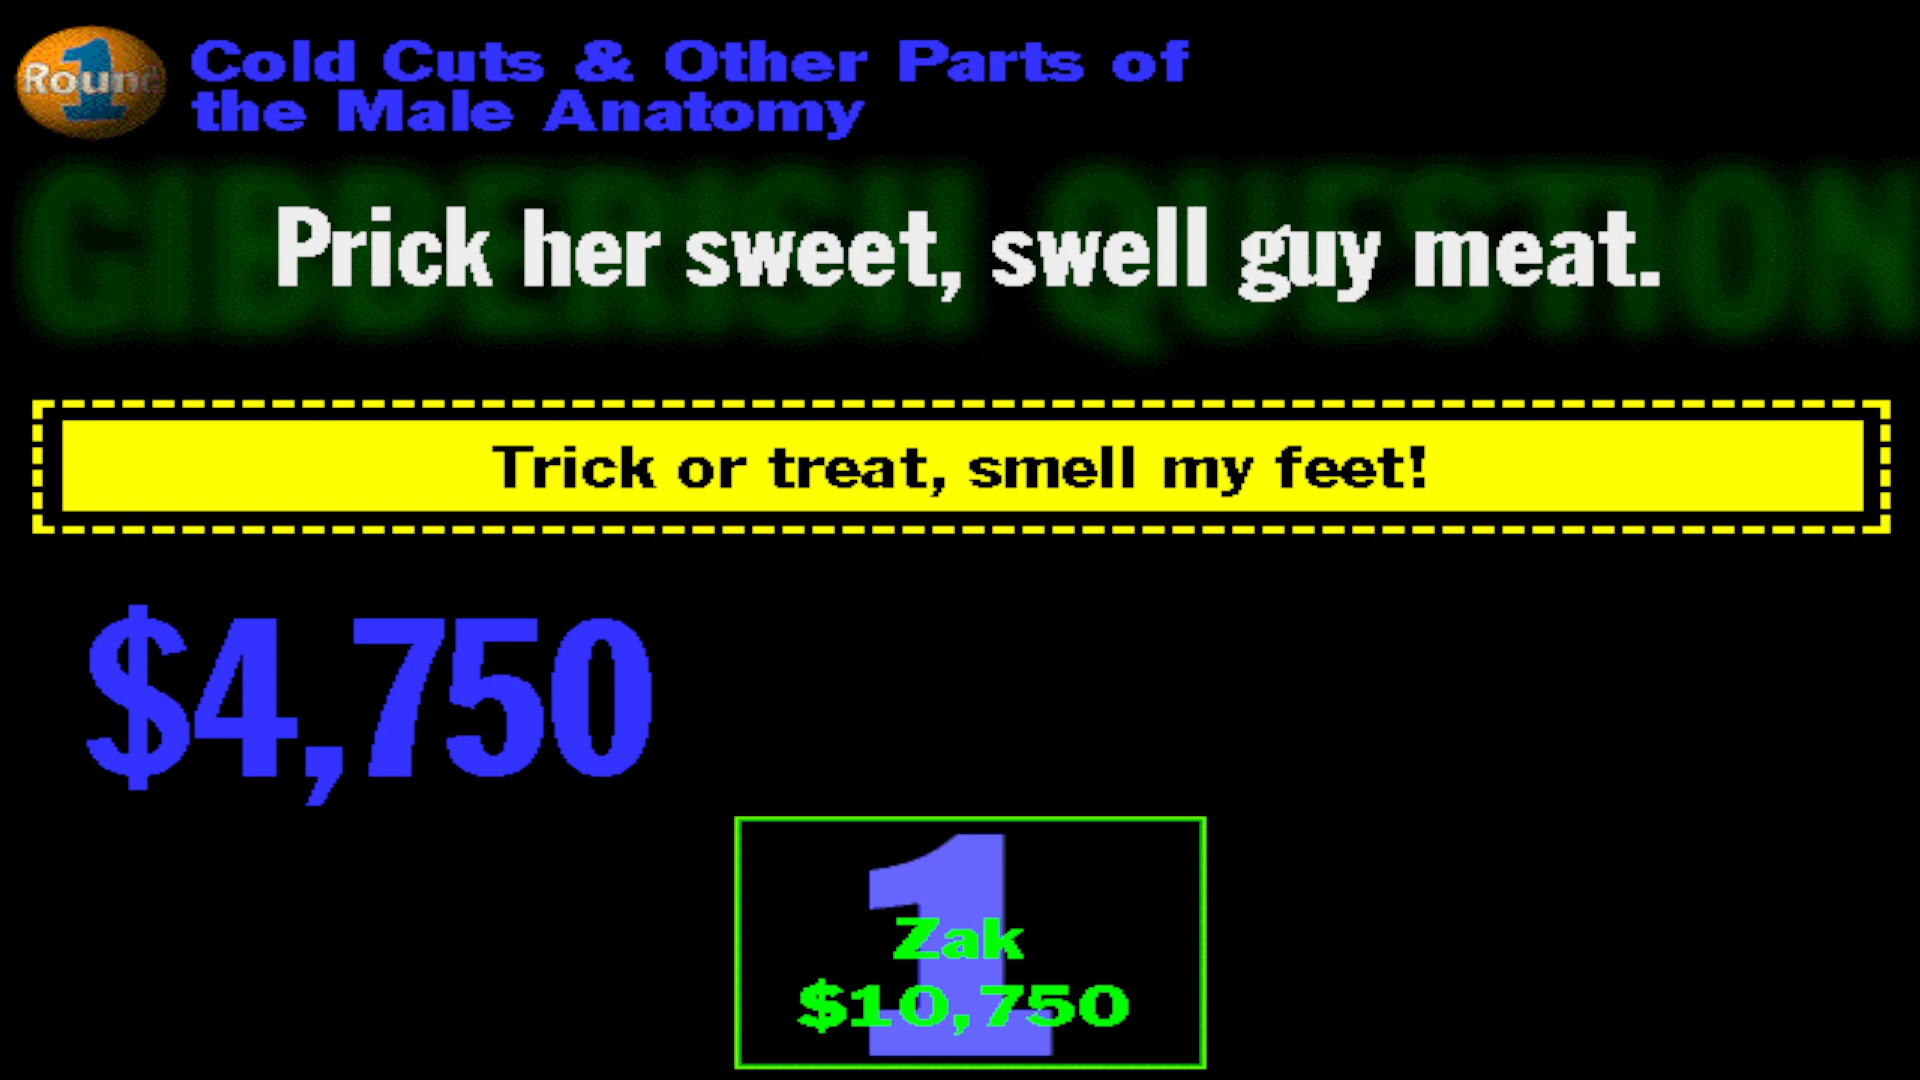 Round 1
Cold Cuts & Other Parts of
the Male Anatomy
GIBBERISH QUESTION
Prick her sweet, swell guy meat.
Trick or treat, smell my feet!
$4,750
1
Zak
$10,750